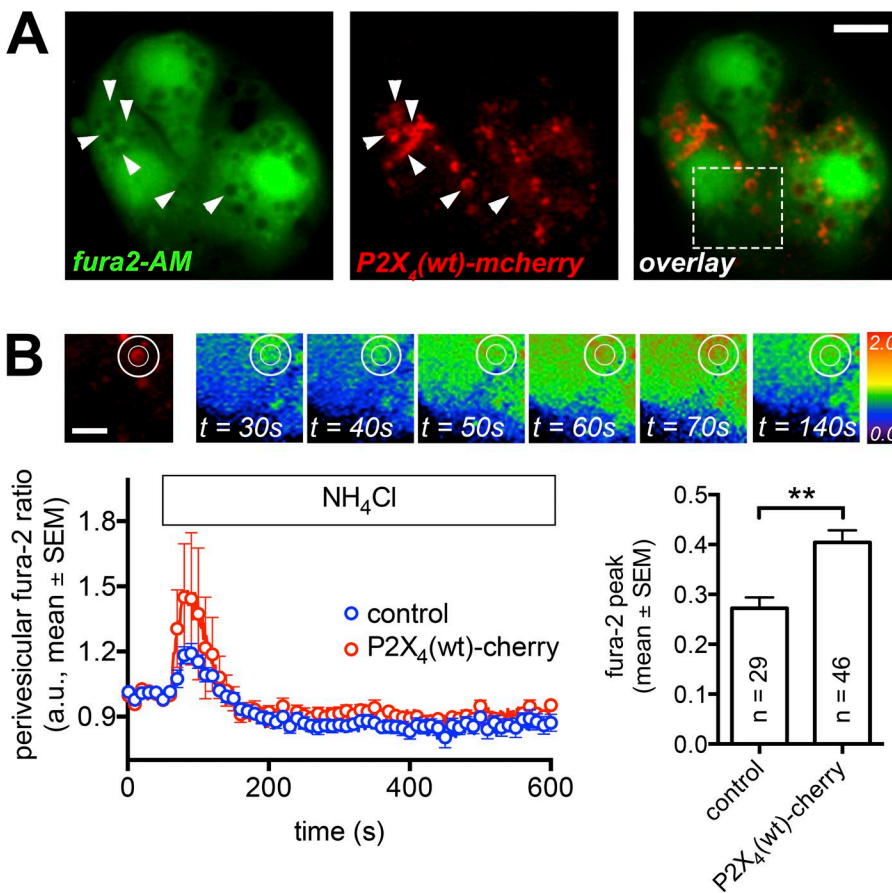 A
fura2-AM
P2X₄(wt)-mcherry
overlay
B
t = 30s
t = 40s
t = 50s
t = 60s
t = 70s
t = 140s
2.0
0.0
NH₄Cl
perivesicular fura-2 ratio
(a.u., mean ± SEM)
1.8
1.5
1.2
0.9
control
P2X₄(wt)-cherry
0
200
400
600
time (s)
fura-2 peak
(mean ± SEM)
0.5
0.4
0.3
0.2
0.1
0.0
**
n = 29
n = 46
control
P2X₄(wt)-cherry